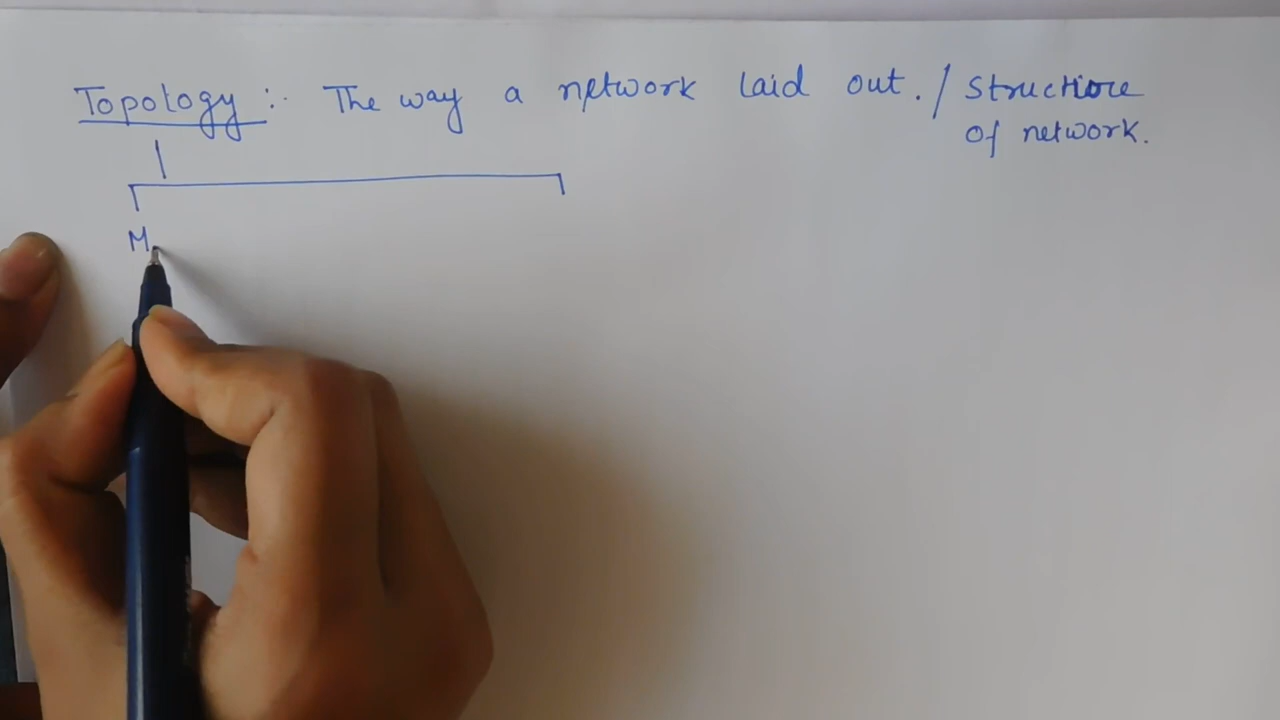 Topology :- The way a network laid out. / structure
of network.
M